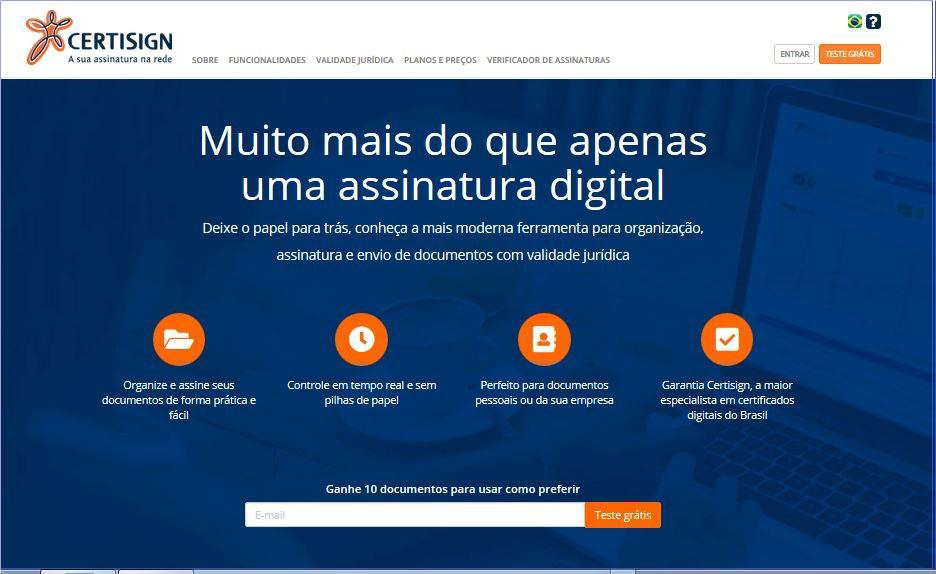 ?
CERTISIGN
A sua assinatura na rede
SOBRE FUNCIONALIDADES VALIDADE JURÍDICA PLANOS E PREÇOS VERIFICADOR DE ASSINATURAS
ENTRAR TESTE GRÁTIS
Muito mais do que apenas
uma assinatura digital
Deixe o papel para trás, conheça a mais moderna ferramenta para organização,
assinatura e envio de documentos com validade jurídica
Organize e assine seus
documentos de forma prática e
fácil
Controle em tempo real e sem
pilhas de papel
Perfeito para documentos
pessoais ou da sua empresa
Garantia Certisign, a maior
especialista em certificados
digitais do Brasil
Ganhe 10 documentos para usar como preferir
E-mail Teste grátis